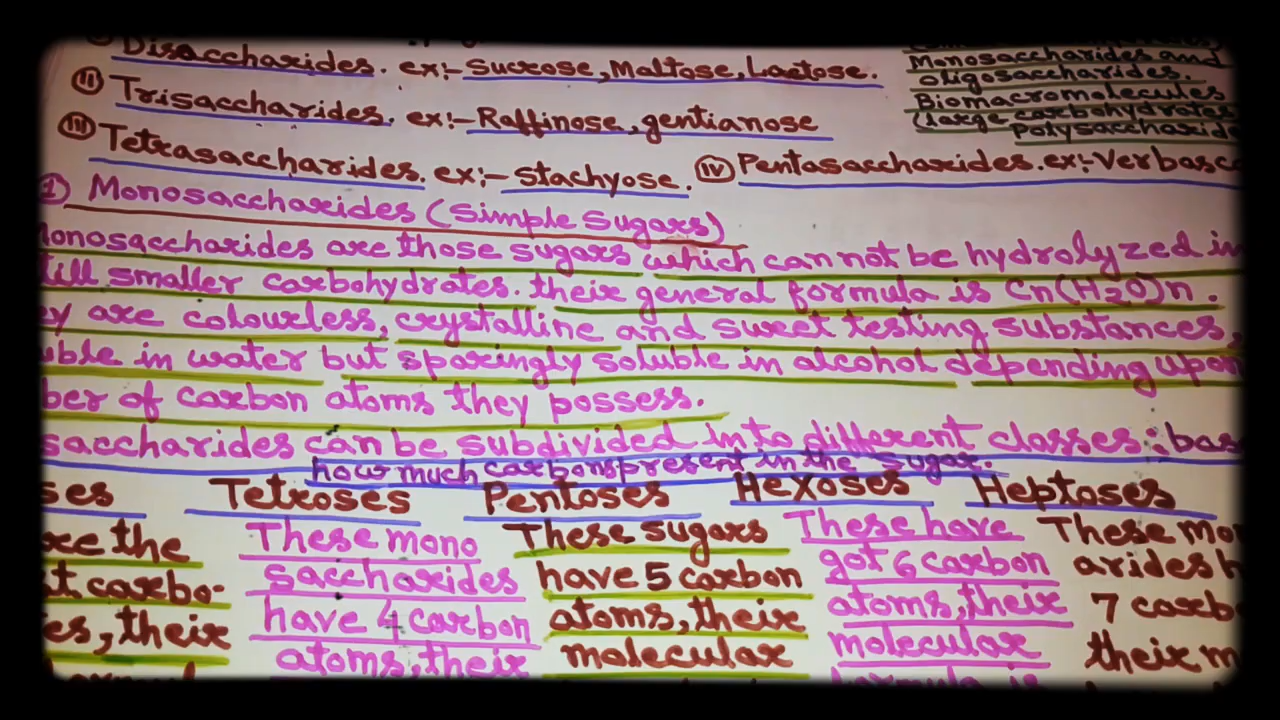 Disaccharides. ex:- Sucrose, Maltose, Lactose.
(II) Trisaccharides. ex:- Raffinose, gentianose
(III) Tetrasaccharides. ex:- Stachyose.
(IV) Pentasaccharides. ex:- Verbasc
Monosaccharides and
oligosaccharides.
Biomacromolecules
(large carbohydrates
Polysaccharid
1) Monosaccharides (Simple Sugars)
onosaccharides are those sugars which cannot be hydrolyzed in
till smaller carbohydrates. their general formula is Cn(H2O)n.
ey are colourless, crystalline and sweet testing substances,
uble in water but sparingly soluble in alcohol depending upon
ber of carbon atoms they possess.
saccharides can be subdivided into different classes; bas
how much carbons present in the sugar.
ses Tetroses Pentoses Hexoses Heptoses
re the
st carbo-
es, their
These mono
saccharides
have 4 carbon
atoms, their
These sugars
have 5 carbon
atoms, their
molecular
These have
got 6 carbon
atoms, their
molecular
formula is
These mon
arides h
7 carb
their m